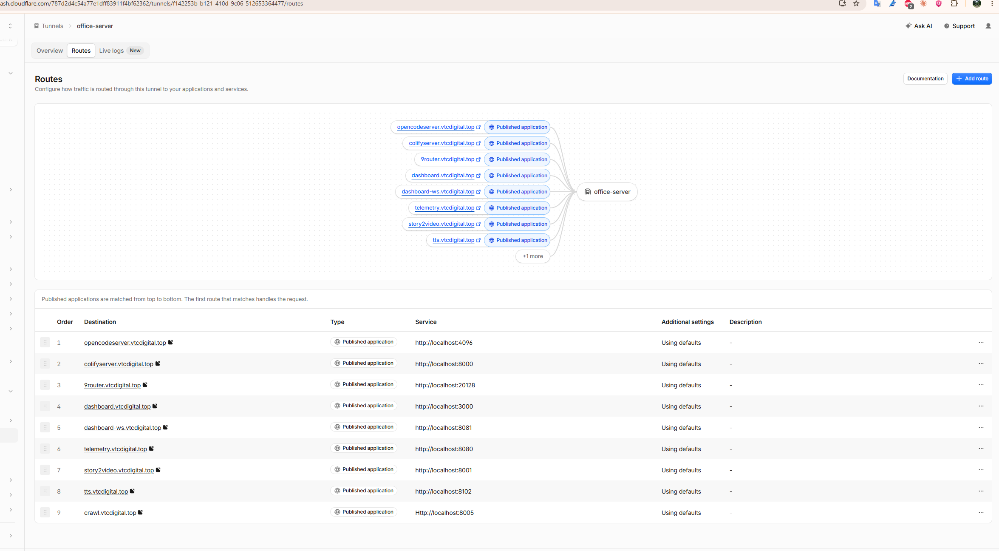 ash.cloudflare.com/787d2d4c54a77e1dff83911f4bf62362/tunnels/f142253b-b121-410d-9c06-512653364477/routes
2
Tunnels > office-server
Ask AI
Support
Overview
Routes
Live logs
New
Routes
Configure how traffic is routed through this tunnel to your applications and services.
Documentation
+ Add route
opencodeserver.vtcdigital.top Published application
colifyserver.vtcdigital.top Published application
9router.vtcdigital.top Published application
dashboard.vtcdigital.top Published application
dashboard-ws.vtcdigital.top Published application
office-server
telemetry.vtcdigital.top Published application
story2video.vtcdigital.top Published application
tts.vtcdigital.top Published application
+1 more
Published applications are matched from top to bottom. The first route that matches handles the request.
Order Destination Type Service Additional settings Description
1 opencodeserver.vtcdigital.top Published application http://localhost:4096 Using defaults -
2 colifyserver.vtcdigital.top Published application http://localhost:8000 Using defaults -
3 9router.vtcdigital.top Published application http://localhost:20128 Using defaults -
4 dashboard.vtcdigital.top Published application http://localhost:3000 Using defaults -
5 dashboard-ws.vtcdigital.top Published application http://localhost:8081 Using defaults -
6 telemetry.vtcdigital.top Published application http://localhost:8080 Using defaults -
7 story2video.vtcdigital.top Published application http://localhost:8001 Using defaults -
8 tts.vtcdigital.top Published application http://localhost:8102 Using defaults -
9 crawl.vtcdigital.top Published application Http://localhost:8005 Using defaults -